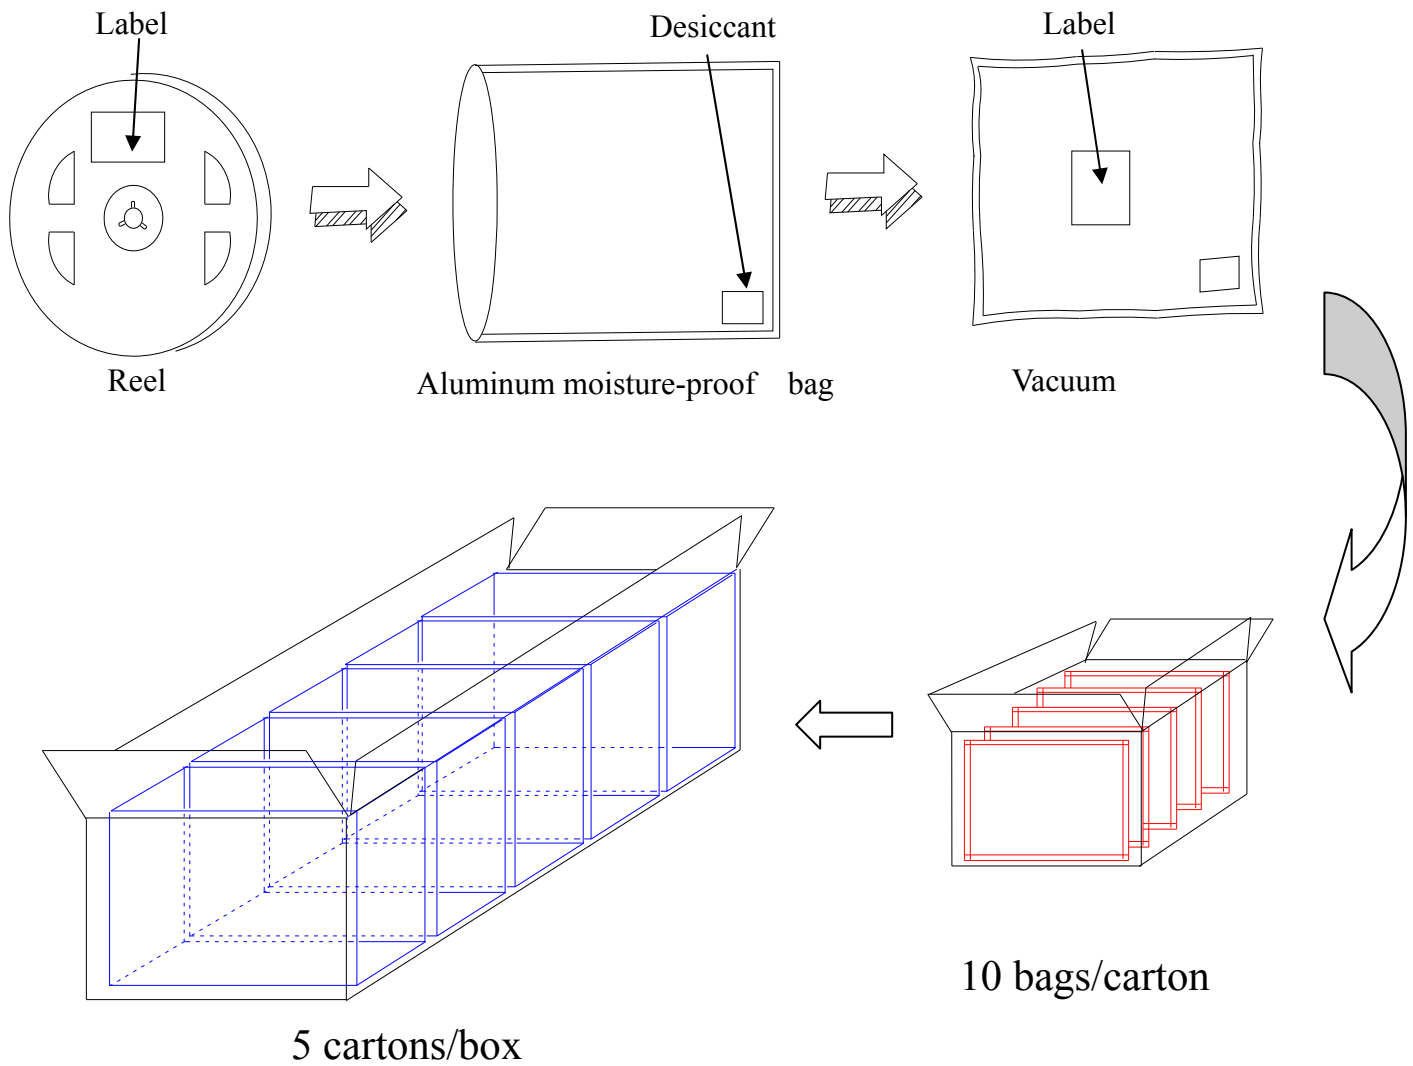 Label
Desiccant
Label
Reel
Aluminum moisture-proof bag
Vacuum
10 bags/carton
5 cartons/box